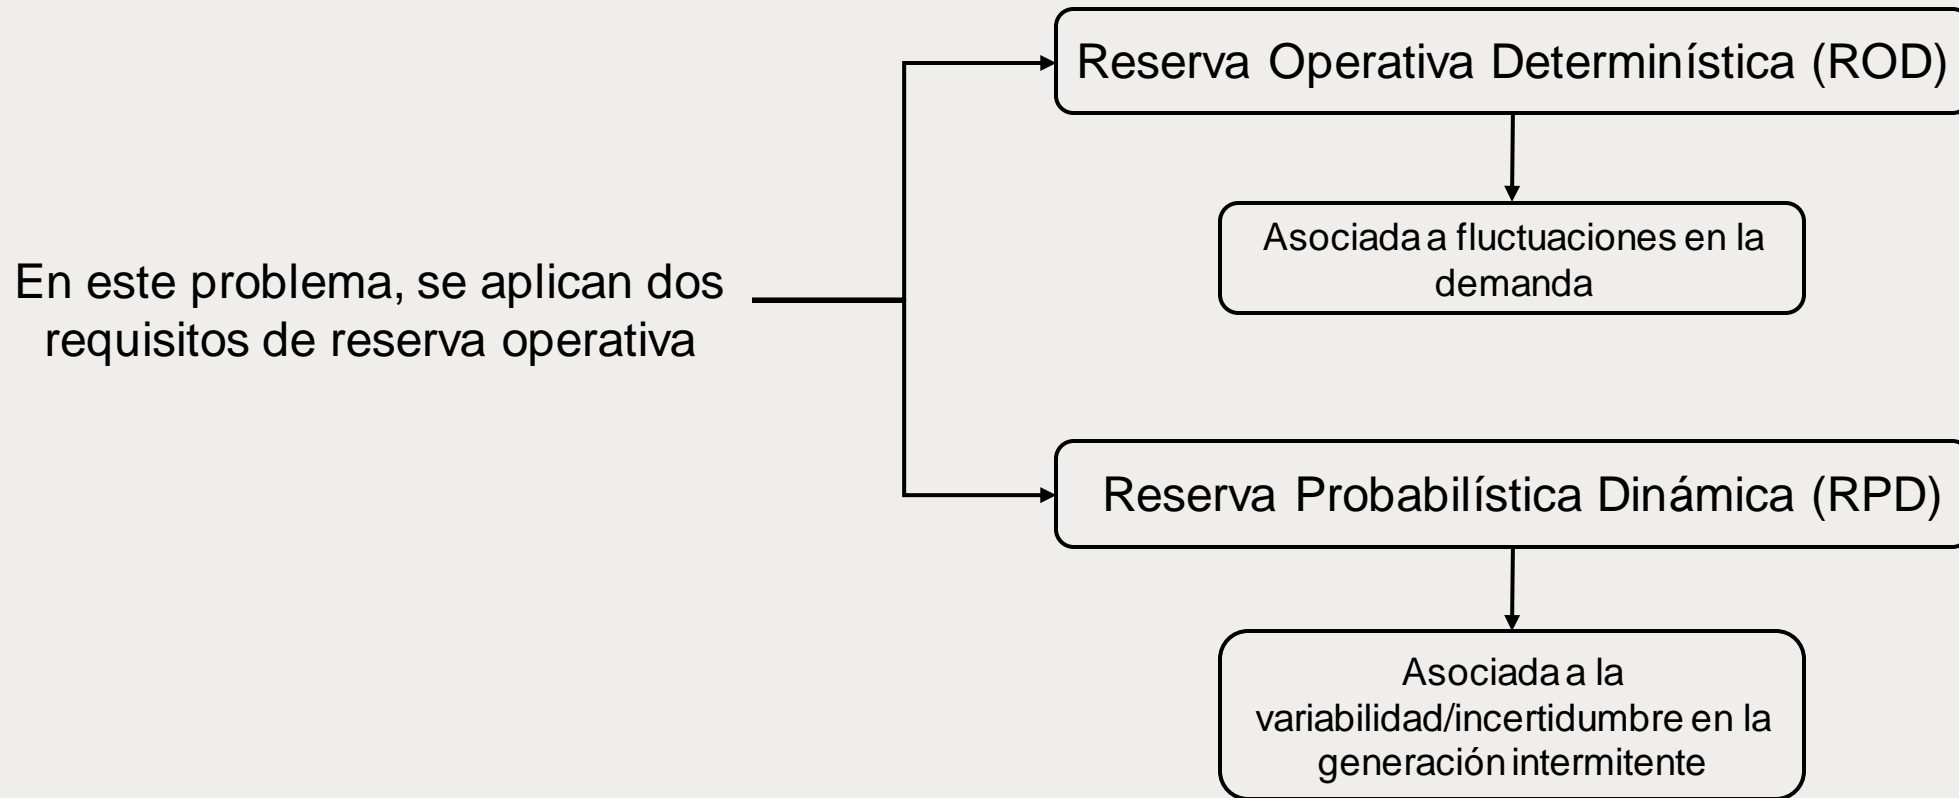 En este problema, se aplican dos
requisitos de reserva operativa
Reserva Operativa Determinística (ROD)
Asociada a fluctuaciones en la
demanda
Reserva Probabilística Dinámica (RPD)
Asociada a la
variabilidad/incertidumbre en la
generación intermitente